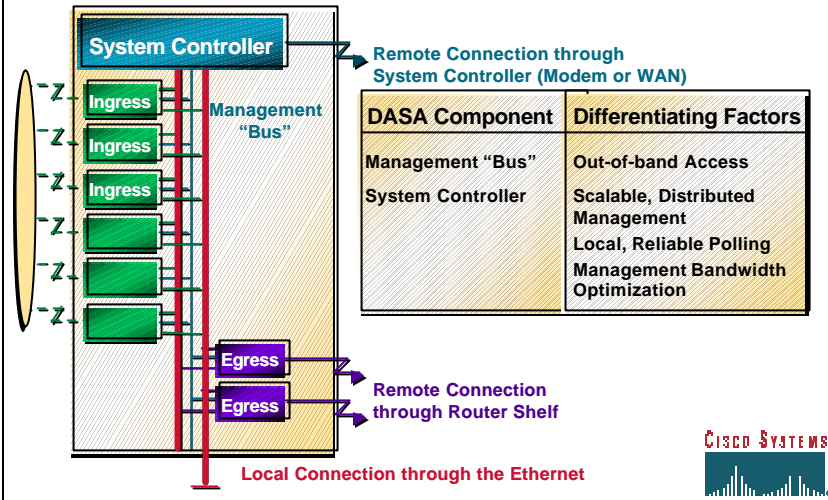 System Controller
Remote Connection through
System Controller (Modem or WAN)
Ingress
Ingress
Ingress
Management
“Bus”
DASA Component
Differentiating Factors
Management “Bus”
Out-of-band Access
System Controller
Scalable, Distributed
Management
Local, Reliable Polling
Management Bandwidth
Optimization
Egress
Egress
Remote Connection
through Router Shelf
Local Connection through the Ethernet
CISCO SYSTEMS